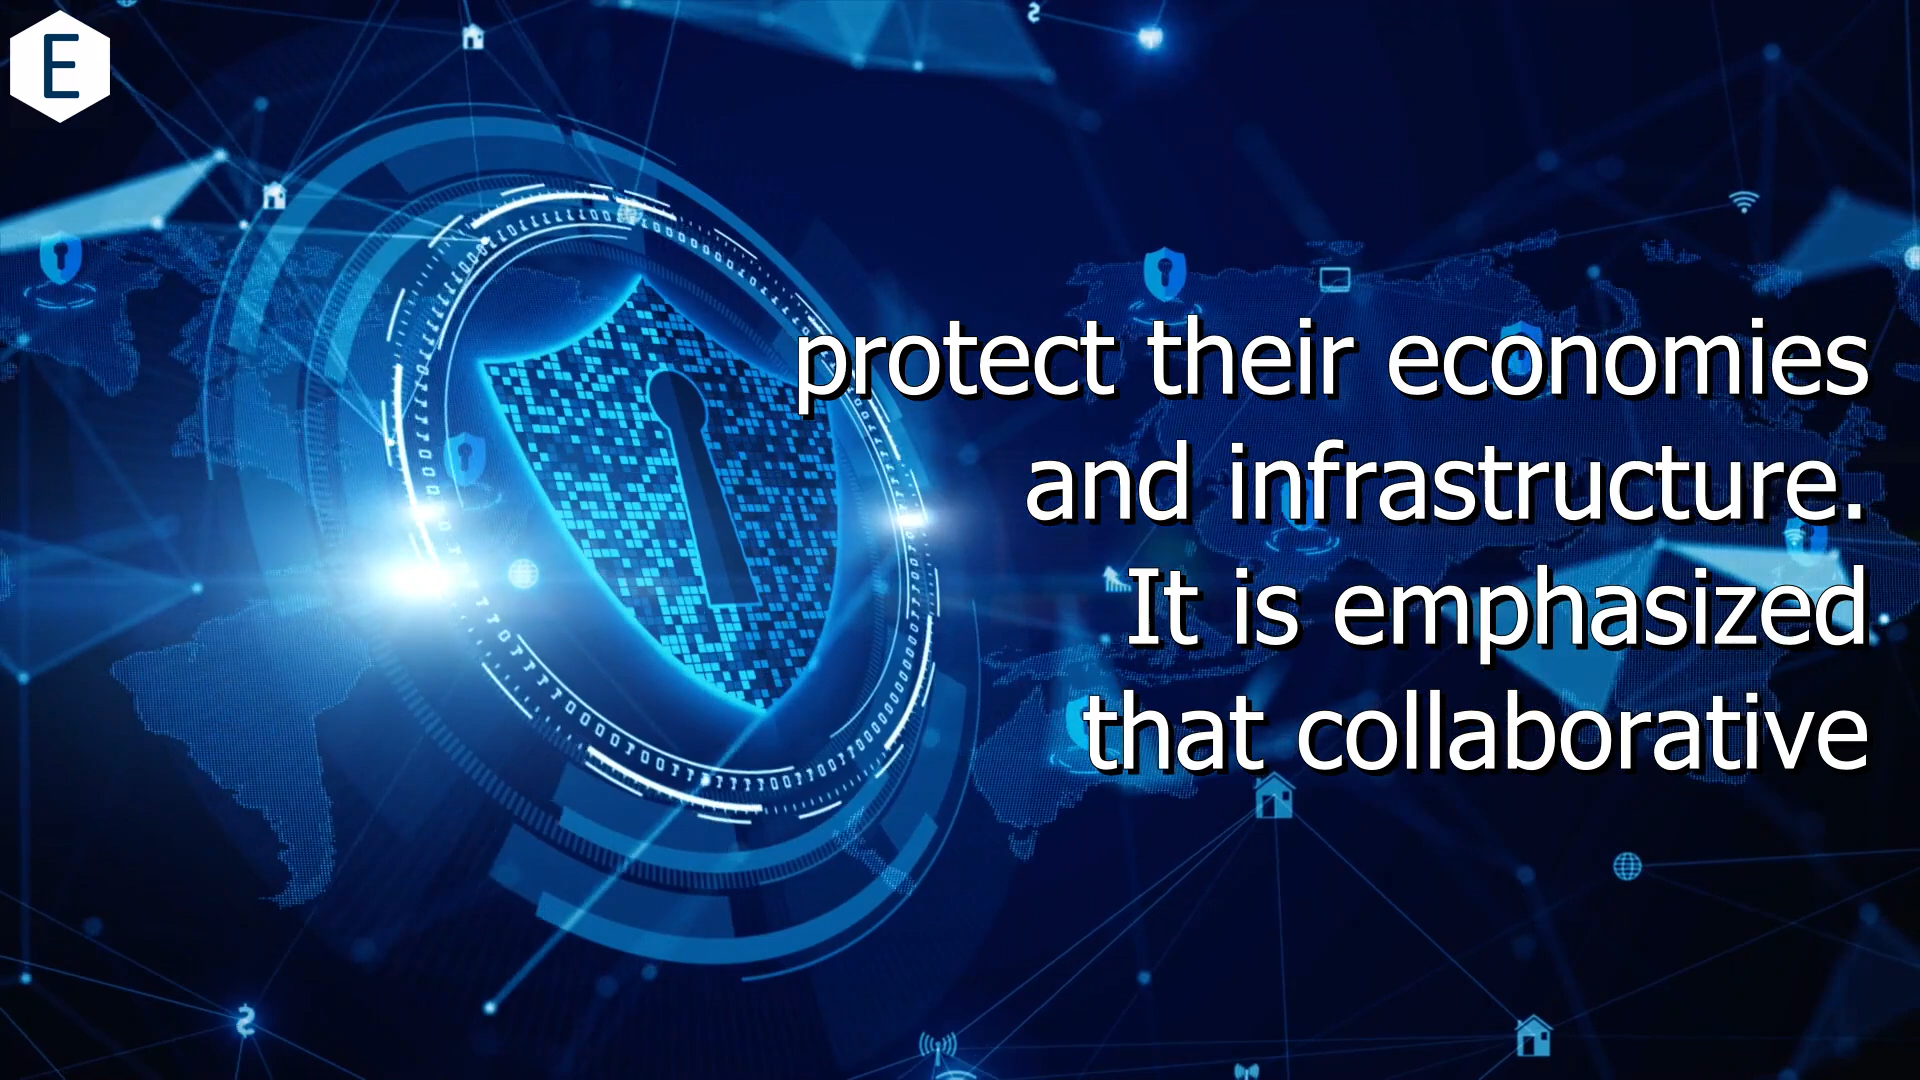 E
protect their economies
and infrastructure.
It is emphasized
that collaborative